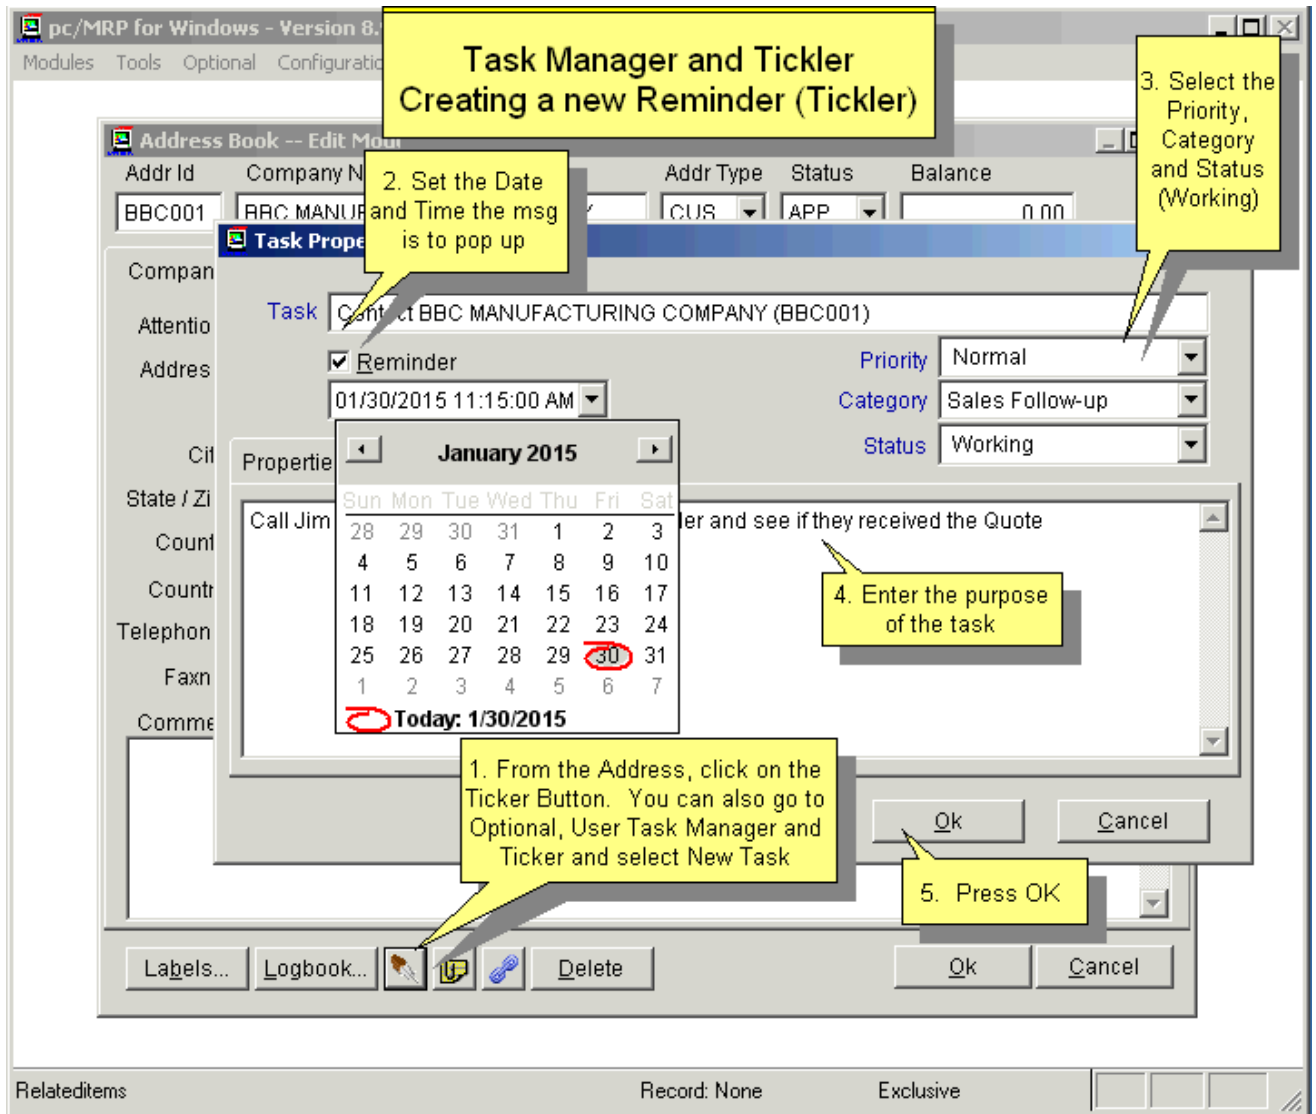 pc/MRP for Windows - Version 8.
Task Manager and Tickler
Creating a new Reminder (Tickler)
Modules Tools Optional Configuratio
3. Select the
Priority,
Category
and Status
(Working)
Address Book -- Edit Mod
Addr Id Company N Addr Type Status Balance
2. Set the Date
and Time the msg
is to pop up
BBC001 BBC MANUF Y CUS APP 0.00
Task Prope
Compan
Task Contact BBC MANUFACTURING COMPANY (BBC001)
Attentio
Reminder Priority Normal
Addres
01/30/2015 11:15:00 AM Category Sales Follow-up
Status Working
Cit
Propertie
January 2015
State / Zi
Sun Mon Tue Wed Thu Fri Sat
Call Jim ler and see if they received the Quote
28 29 30 31 1 2 3
Count
4 5 6 7 8 9 10
Countr
11 12 13 14 15 16 17
4. Enter the purpose
of the task
18 19 20 21 22 23 24
Telephon
25 26 27 28 29 30 31
Faxn
1 2 3 4 5 6 7
Comme
Today: 1/30/2015
1. From the Address, click on the
Ticker Button. You can also go to
Optional, User Task Manager and
Ticker and select New Task
Ok Cancel
5. Press OK
Labels... Logbook... Delete Ok Cancel
Relateditems Record: None Exclusive